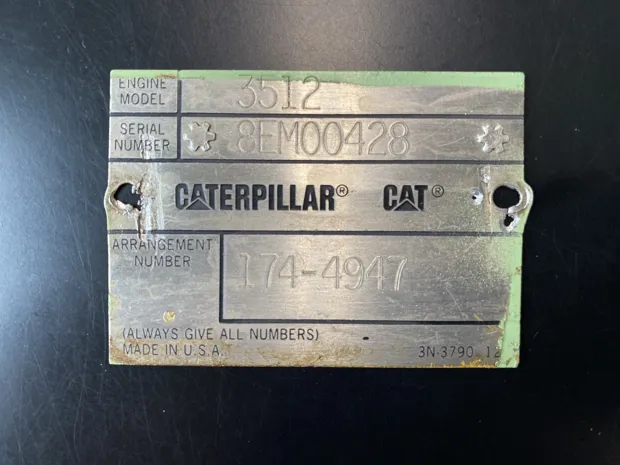 ENGINE MODEL 3512
SERIAL NUMBER 8EM00428
CATERPILLAR® CAT®
ARRANGEMENT NUMBER 174-4947
(ALWAYS GIVE ALL NUMBERS)
MADE IN U.S.A. 3N-3790 12